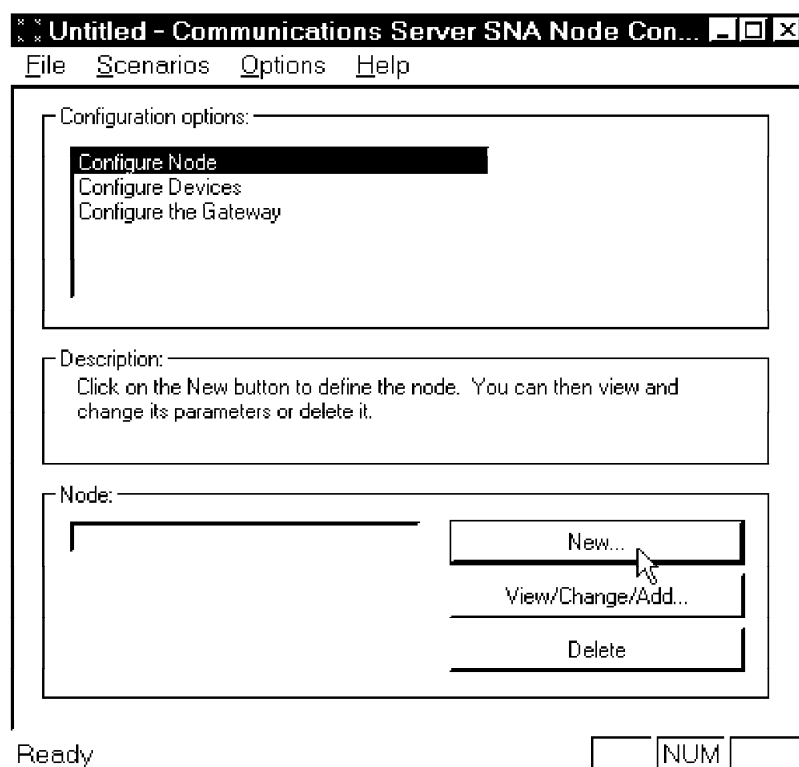 Untitled - Communications Server SNA Node Con...
File Scenarios Options Help
Configuration options:
Configure Node
Configure Devices
Configure the Gateway
Description:
Click on the New button to define the node. You can then view and
change its parameters or delete it.
Node:
New...
View/Change/Add...
Delete
Ready NUM